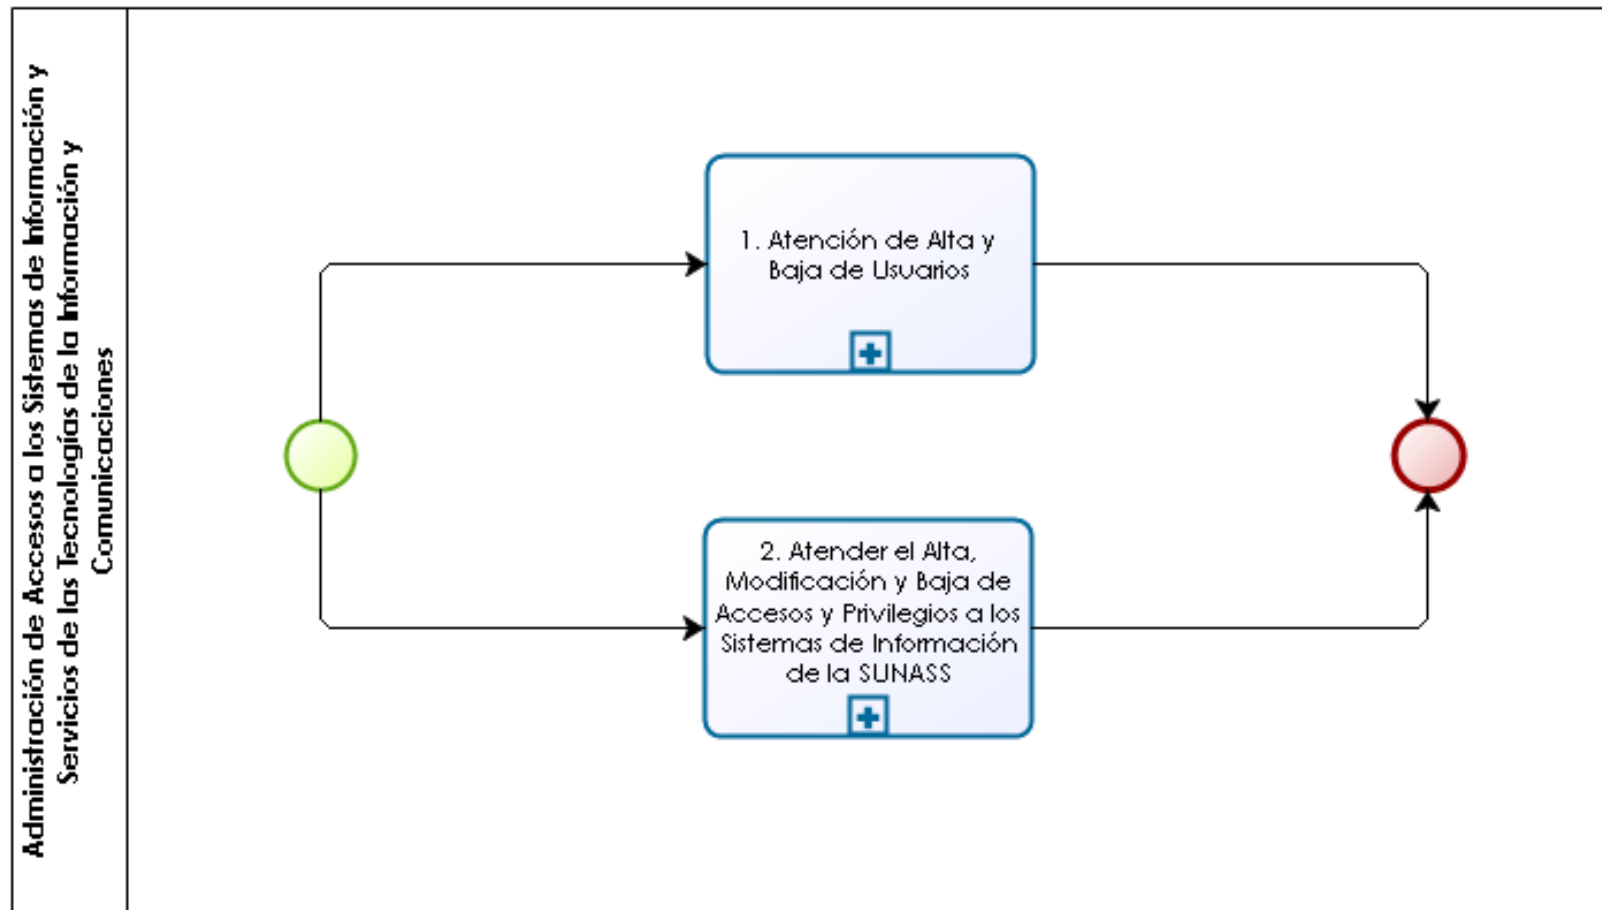 Administración de Accesos a los Sistemas de Información y
Servicios de las Tecnologías de la Información y
Comunicaciones
1. Atención de Alta y
Baja de Usuarios
2. Atender el Alta,
Modificación y Baja de
Accesos y Privilegios a los
Sistemas de Información
de la SUNASS